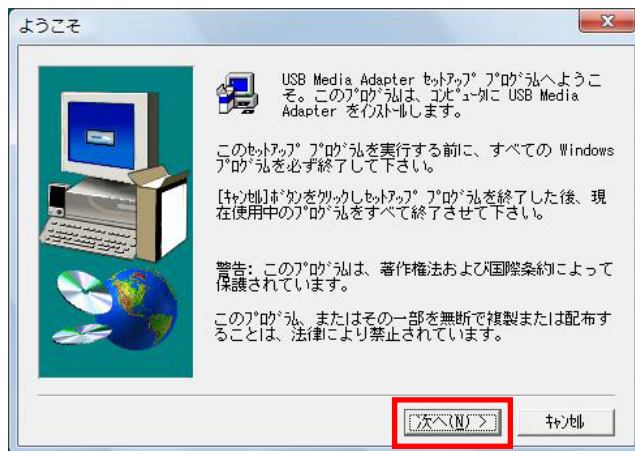 ようこそ
USB Media Adapter ｾｯﾄｱｯﾌﾟ ﾌﾟﾛｸﾞﾗﾑへようこ
そ。このﾌﾟﾛｸﾞﾗﾑは、ｺﾝﾋﾟｭｰﾀに USB Media
Adapter をｲﾝｽﾄｰﾙします。
このｾｯﾄｱｯﾌﾟ ﾌﾟﾛｸﾞﾗﾑを実行する前に、すべての Windows
ﾌﾟﾛｸﾞﾗﾑを必ず終了して下さい。
[ｷｬﾝｾﾙ]ﾎﾞﾀﾝをｸﾘｯｸしｾｯﾄｱｯﾌﾟ ﾌﾟﾛｸﾞﾗﾑを終了した後、現
在使用中のﾌﾟﾛｸﾞﾗﾑをすべて終了させて下さい。
警告: このﾌﾟﾛｸﾞﾗﾑは、著作権法および国際条約によって
保護されています。
このﾌﾟﾛｸﾞﾗﾑ、またはその一部を無断で複製または配布す
ることは、法律により禁止されています。
次へ(N) >
ｷｬﾝｾﾙ